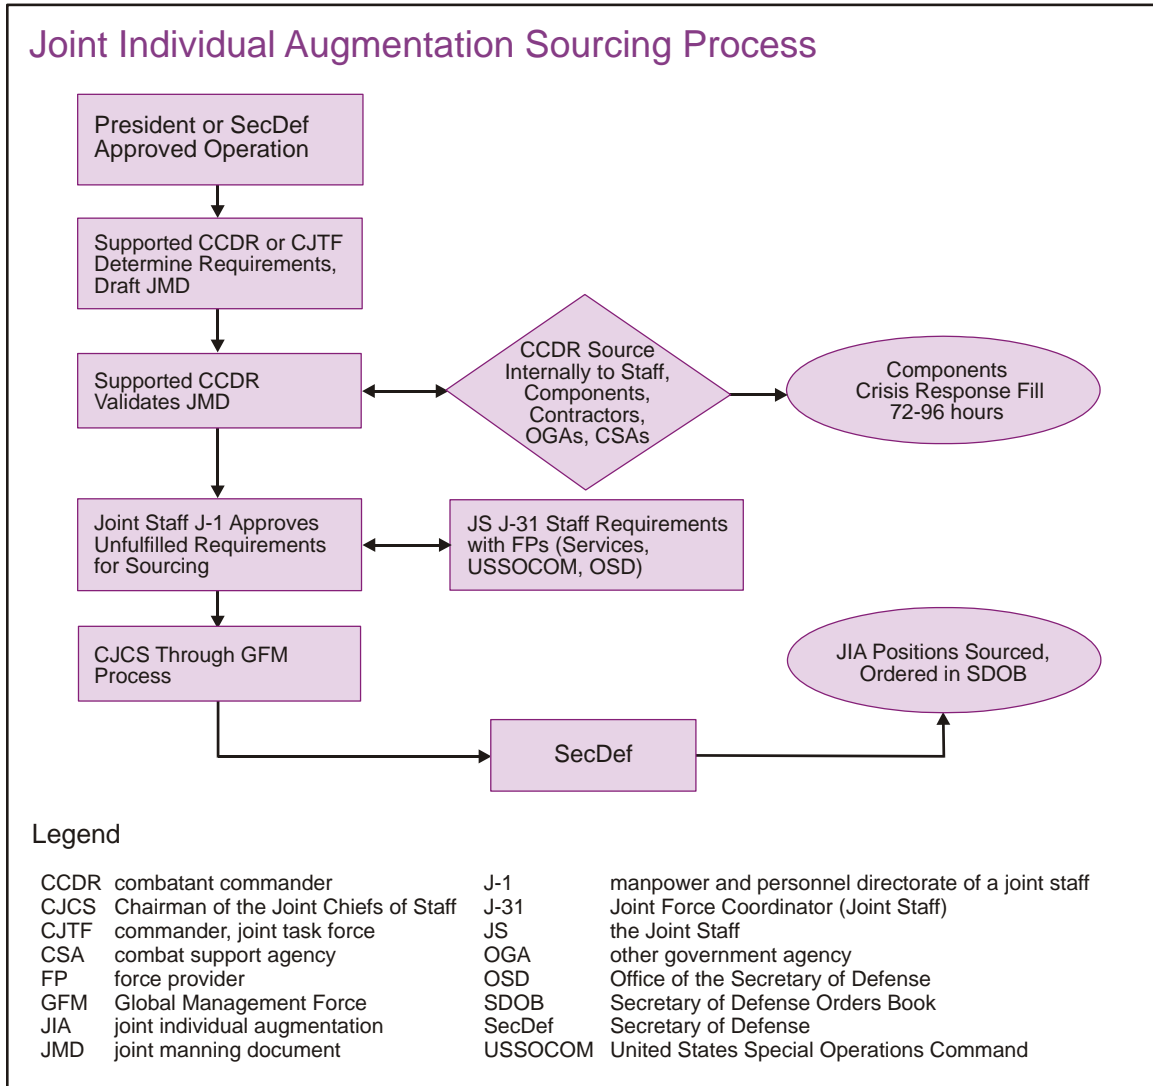 Joint Individual Augmentation Sourcing Process
President or SecDef
Approved Operation
Supported CCDR or CJTF
Determine Requirements,
Draft JMD
Supported CCDR
Validates JMD
CCDR Source
Internally to Staff,
Components,
Contractors,
OGAs, CSAs
Components
Crisis Response Fill
72-96 hours
Joint Staff J-1 Approves
Unfulfilled Requirements
for Sourcing
JS J-31 Staff Requirements
with FPs (Services,
USSOCOM, OSD)
CJCS Through GFM
Process
JIA Positions Sourced,
Ordered in SDOB
SecDef
Legend
CCDR combatant commander
CJCS Chairman of the Joint Chiefs of Staff
CJTF commander, joint task force
CSA combat support agency
FP force provider
GFM Global Management Force
JIA joint individual augmentation
JMD joint manning document
J-1 manpower and personnel directorate of a joint staff
J-31 Joint Force Coordinator (Joint Staff)
JS the Joint Staff
OGA other government agency
OSD Office of the Secretary of Defense
SDOB Secretary of Defense Orders Book
SecDef Secretary of Defense
USSOCOM United States Special Operations Command